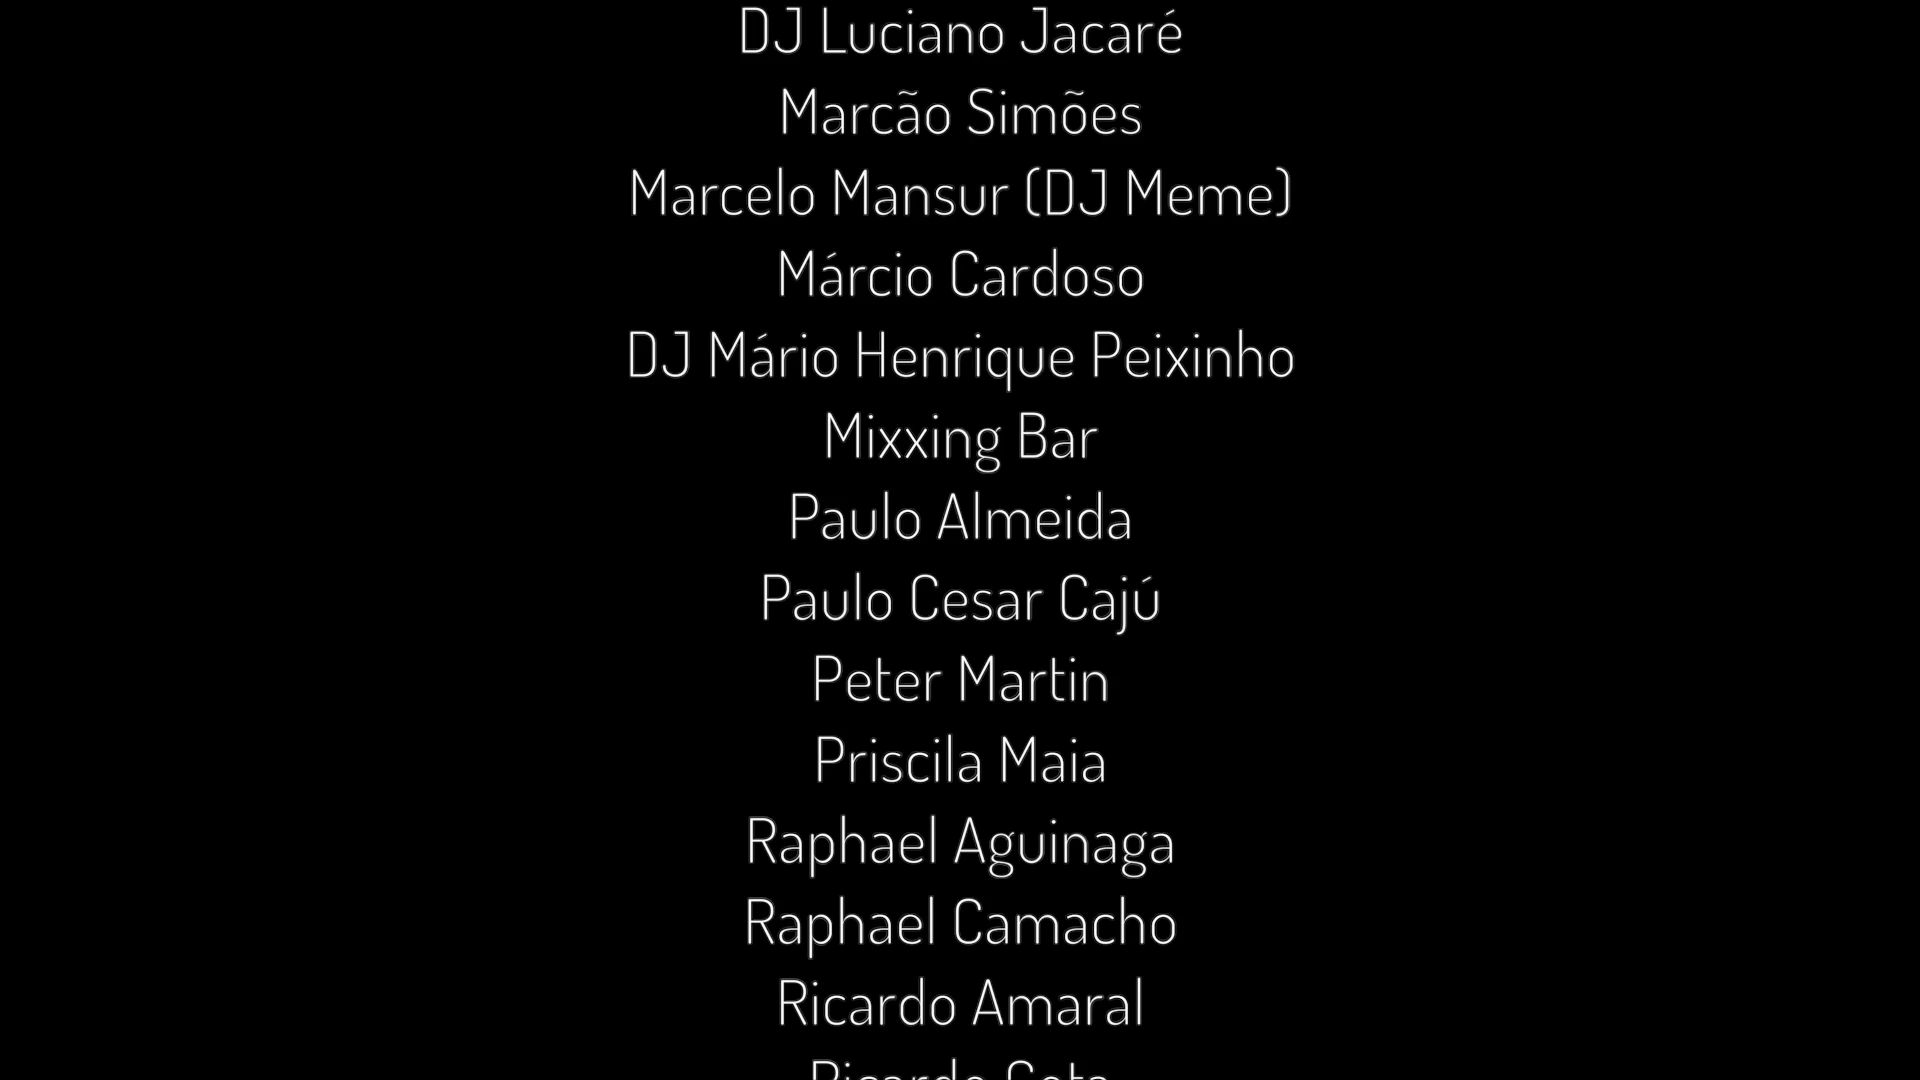 DJ Luciano Jacaré
Marcão Simões
Marcelo Mansur (DJ Meme)
Márcio Cardoso
DJ Mário Henrique Peixinho
Mixxing Bar
Paulo Almeida
Paulo Cesar Cajú
Peter Martin
Priscila Maia
Raphael Aguinaga
Raphael Camacho
Ricardo Amaral
Ricardo